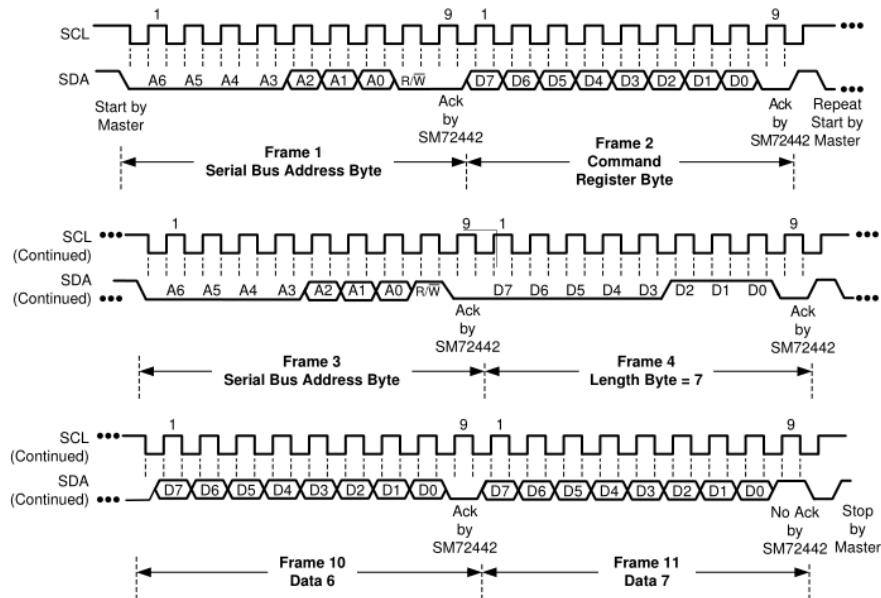 1 9 1 9
SCL
SDA A6 A5 A4 A3 A2 A1 A0 R/W̅ D7 D6 D5 D4 D3 D2 D1 D0
Start by Master
Ack by SM72442
Ack by SM72442
Repeat Start by Master
Frame 1
Serial Bus Address Byte
Frame 2
Command
Register Byte
1 9 1 9
SCL
(Continued)
SDA
(Continued)
A6 A5 A4 A3 A2 A1 A0 R/W̅ D7 D6 D5 D4 D3 D2 D1 D0
Ack by SM72442
Ack by SM72442
Frame 3
Serial Bus Address Byte
Frame 4
Length Byte = 7
1 9 1 9
SCL
(Continued)
SDA
(Continued)
D7 D6 D5 D4 D3 D2 D1 D0 D7 D6 D5 D4 D3 D2 D1 D0
Ack by SM72442
No Ack by SM72442
Stop by Master
Frame 10
Data 6
Frame 11
Data 7